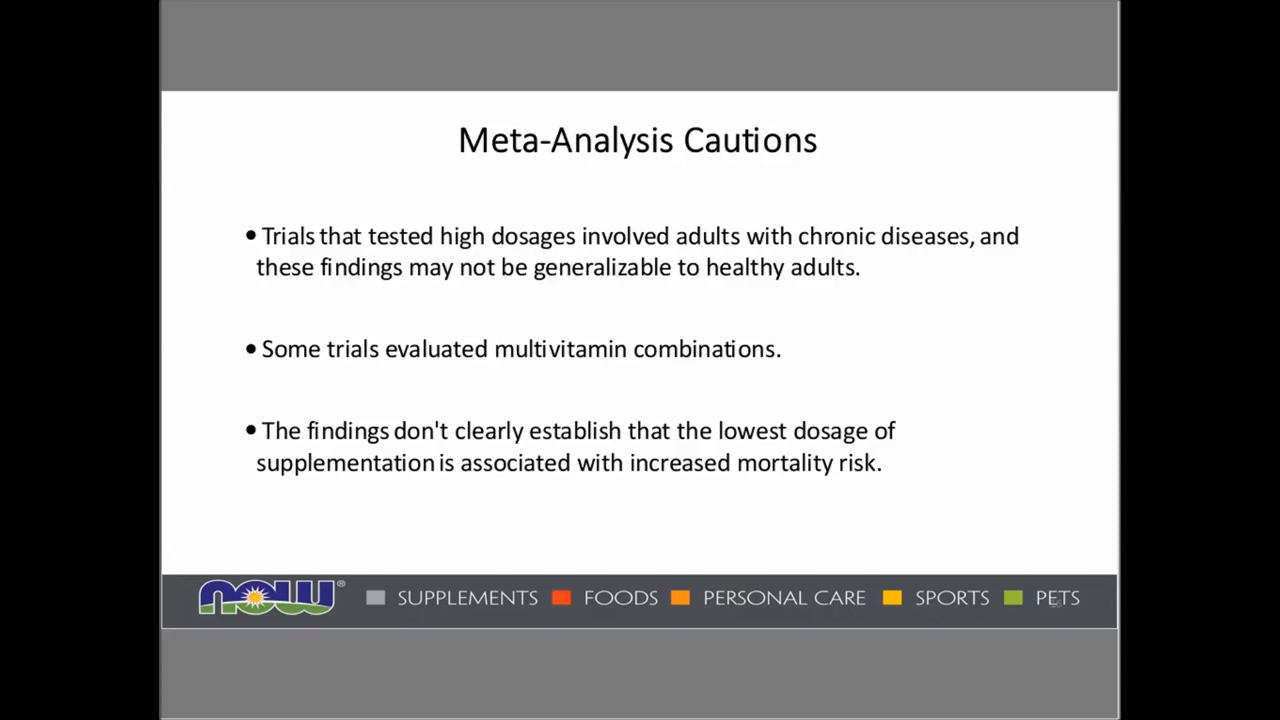 Meta-Analysis Cautions
• Trials that tested high dosages involved adults with chronic diseases, and
these findings may not be generalizable to healthy adults.
• Some trials evaluated multivitamin combinations.
• The findings don't clearly establish that the lowest dosage of
supplementation is associated with increased mortality risk.
NOW® SUPPLEMENTS FOODS PERSONAL CARE SPORTS PETS